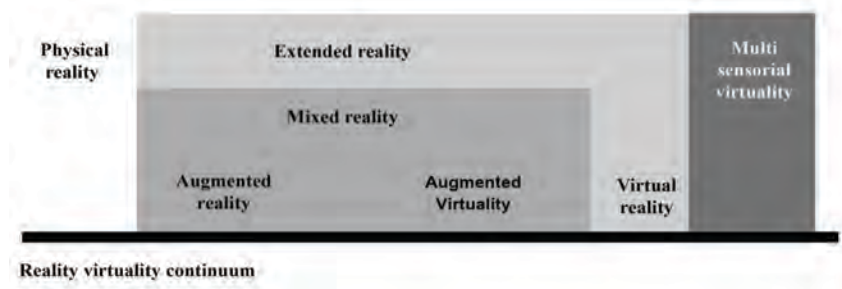 Physical
reality
Extended reality
Multi
sensorial
virtuality
Mixed reality
Augmented
reality
Augmented
Virtuality
Virtual
reality
Reality virtuality continuum